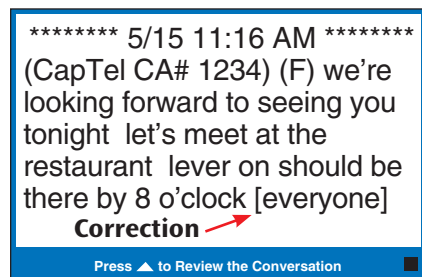 ******** 5/15 11:16 AM ********
(CapTel CA# 1234) (F) we're
looking forward to seeing you
tonight  let's meet at the
restaurant  lever on should be
there by 8 o'clock [everyone]
Correction
Press ▲ to Review the Conversation